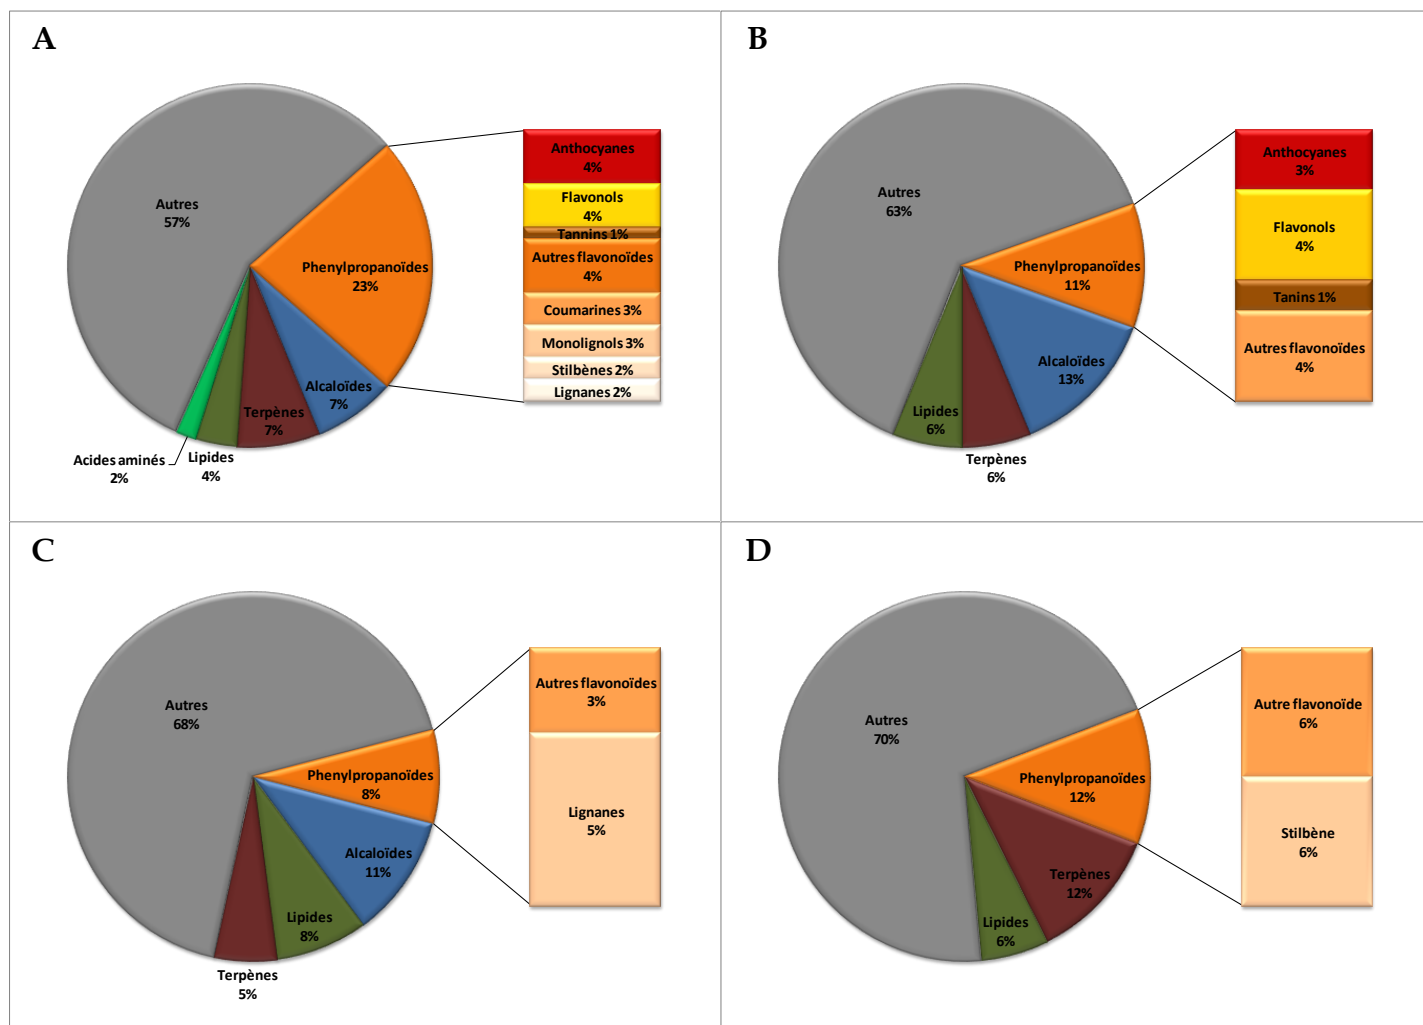 A
Autres
57%
Phenylpropanoïdes
23%
Alcaloïdes
7%
Terpènes
7%
Lipides
4%
Acides aminés
2%
Anthocyanes
4%
Flavonols
4%
Tannins 1%
Autres flavonoïdes
4%
Coumarines 3%
Monolignols 3%
Stilbènes 2%
Lignanes 2%
B
Autres
63%
Phenylpropanoïdes
11%
Alcaloïdes
13%
Lipides
6%
Terpènes
6%
Anthocyanes
3%
Flavonols
4%
Tanins 1%
Autres flavonoïdes
4%
C
Autres
68%
Phenylpropanoïdes
8%
Alcaloïdes
11%
Lipides
8%
Terpènes
5%
Autres flavonoïdes
3%
Lignanes
5%
D
Autres
70%
Phenylpropanoïdes
12%
Terpènes
12%
Lipides
6%
Autre flavonoïde
6%
Stilbène
6%